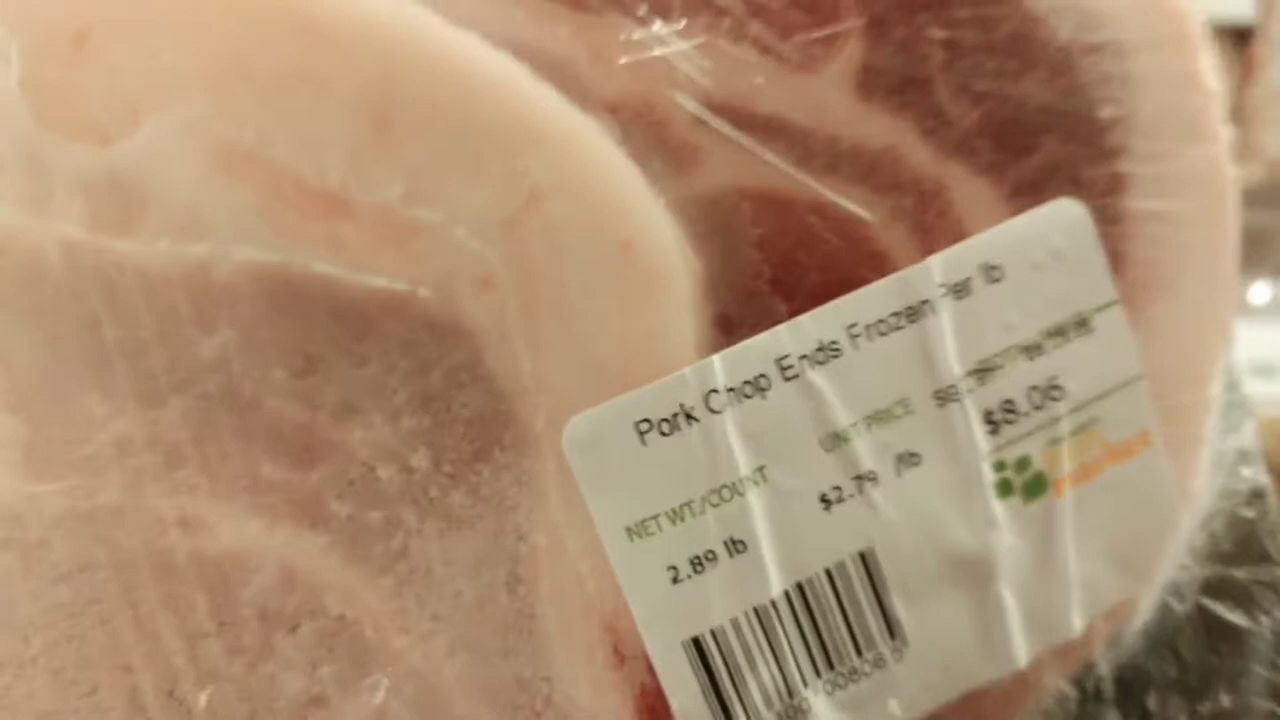 Pork Chop Ends Frozen Per lb
NET WT./COUNT
UNIT PRICE
2.89 lb
$2.79 /lb
$8.06
market